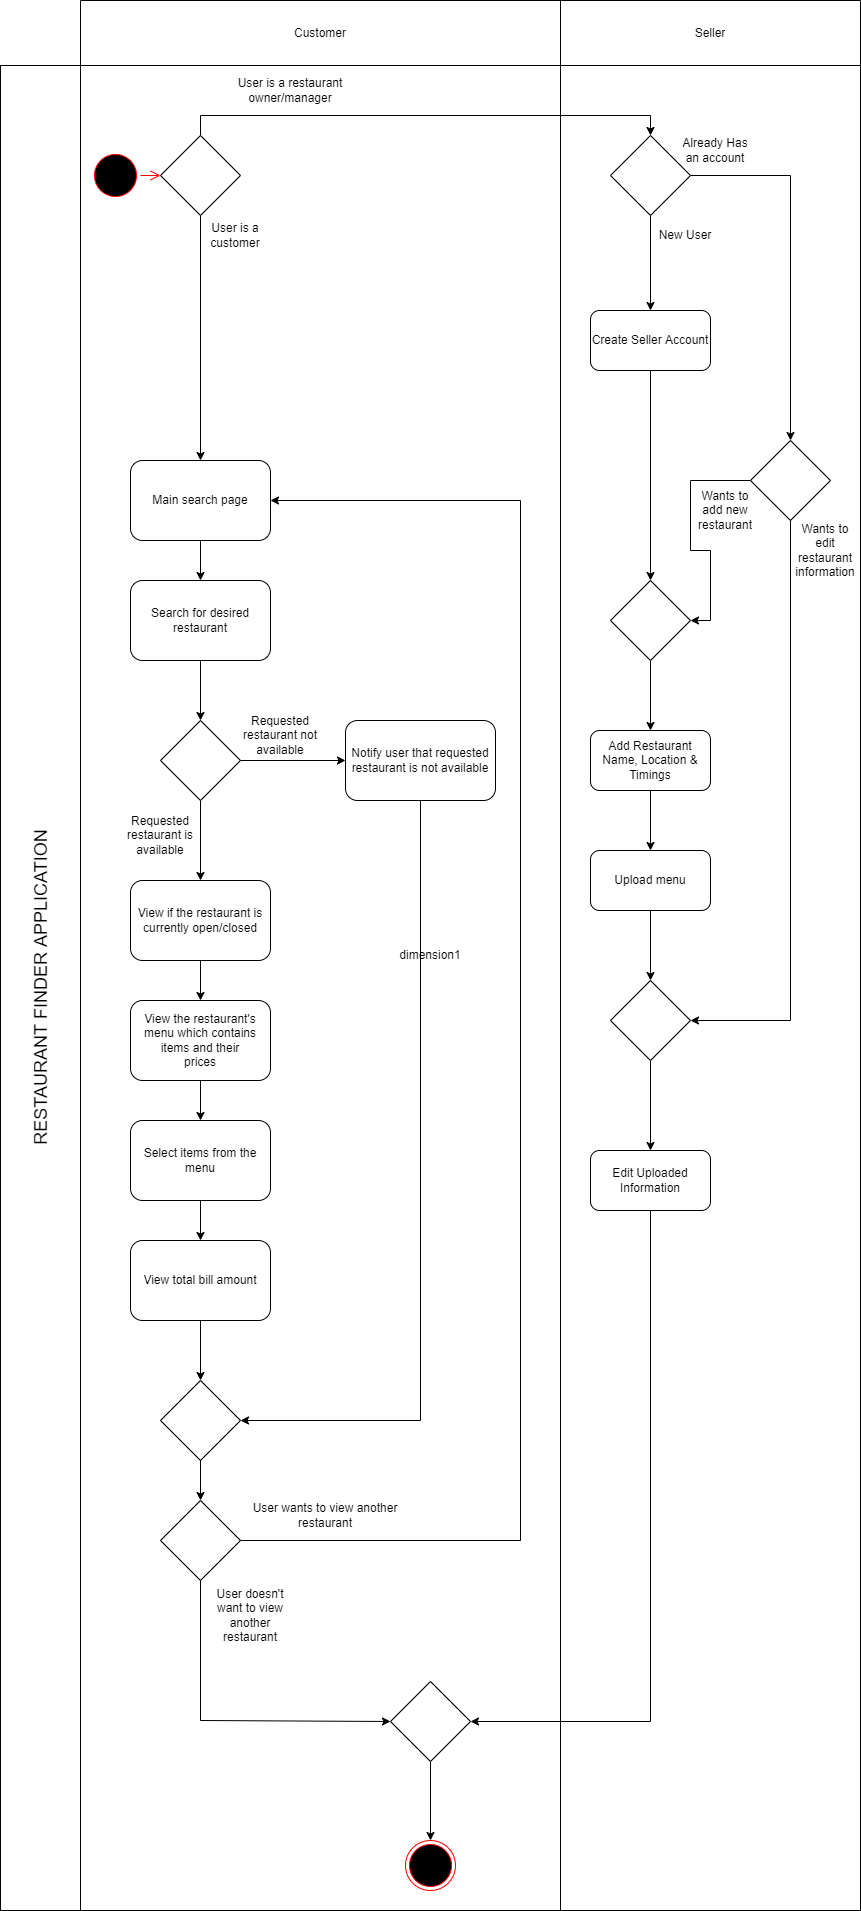 Customer
Seller
User is a restaurant
owner/manager
Already Has
an account
User is a
customer
New User
Create Seller Account
Main search page
Wants to
add new
restaurant
Wants to
edit
restaurant
information
Search for desired
restaurant
Requested
restaurant not
available
Notify user that requested
restaurant is not available
Add Restaurant
Name, Location &
Timings
Requested
restaurant is
available
Upload menu
View if the restaurant is
currently open/closed
dimension1
RESTAURANT FINDER APPLICATION
View the restaurant's
menu which contains
items and their
prices
Select items from the
menu
Edit Uploaded
Information
View total bill amount
User wants to view another
restaurant
User doesn't
want to view
another
restaurant